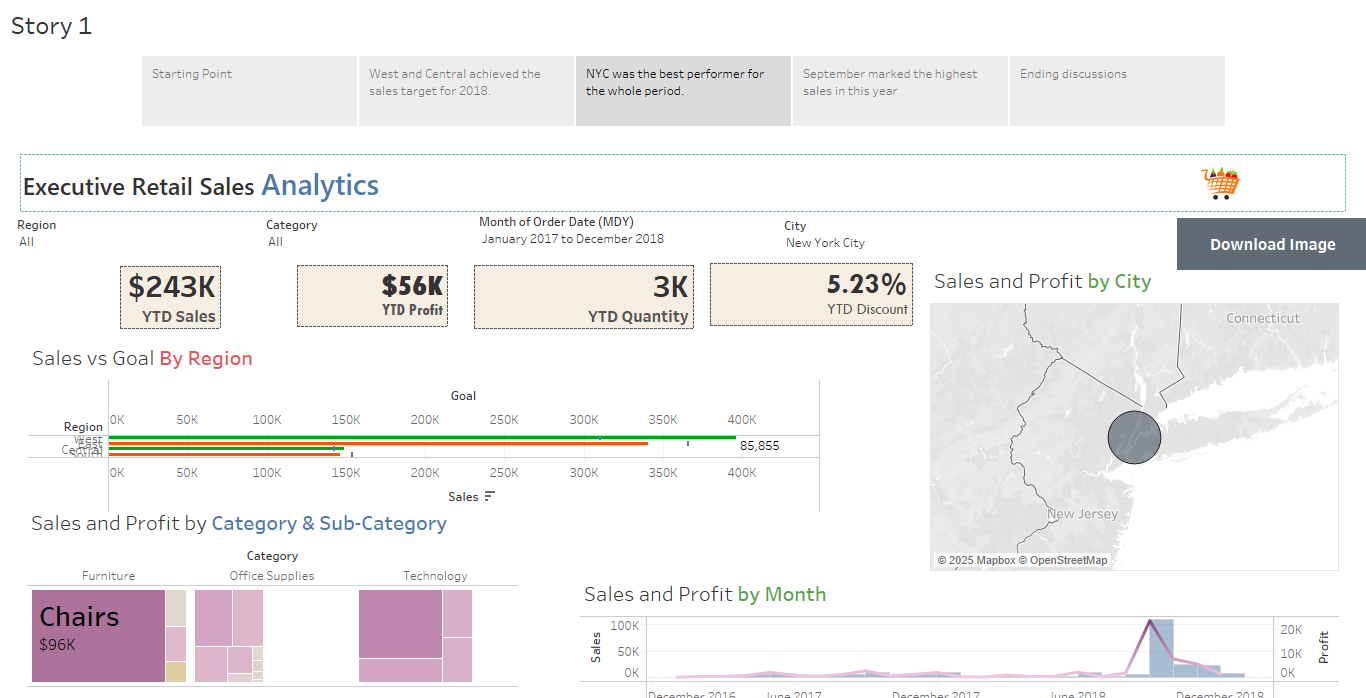 Story 1
Starting Point
West and Central achieved the
sales target for 2018.
NYC was the best performer for
the whole period.
September marked the highest
sales in this year
Ending discussions
Executive Retail Sales Analytics
Region
All
Category
All
Month of Order Date (MDY)
January 2017 to December 2018
City
New York City
Download Image
$243K
YTD Sales
$56K
YTD Profit
3K
YTD Quantity
5.23%
YTD Discount
Sales and Profit by City
Connecticut
New Jersey
© 2025 Mapbox © OpenStreetMap
Sales vs Goal By Region
Goal
0K 50K 100K 150K 200K 250K 300K 350K 400K
Region
West
East
Central
South
85,855
0K 50K 100K 150K 200K 250K 300K 350K 400K
Sales
Sales and Profit by Category & Sub-Category
Category
Furniture Office Supplies Technology
Chairs
$96K
Sales and Profit by Month
Sales
100K
50K
0K
20K
10K
0K
Profit
December 2016 June 2017 December 2017 June 2018 December 2018